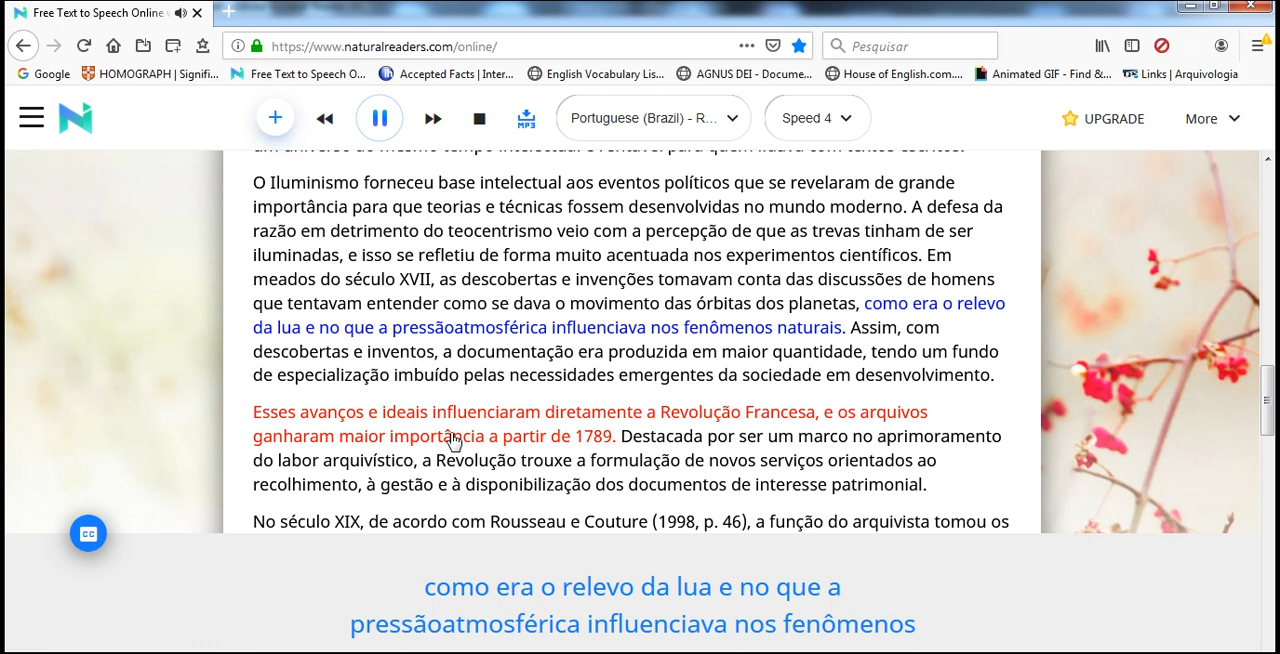 Free Text to Speech Online
https://www.naturalreaders.com/online/
Pesquisar
Google
HOMOGRAPH | Signifi...
Free Text to Speech O...
Accepted Facts | Inter...
English Vocabulary Lis...
AGNUS DEI - Docume...
House of English.com....
Animated GIF - Find &...
Links | Arquivologia
MP3
Portuguese (Brazil) - R...
Speed 4
UPGRADE
More
O Iluminismo forneceu base intelectual aos eventos políticos que se revelaram de grande
importância para que teorias e técnicas fossem desenvolvidas no mundo moderno. A defesa da
razão em detrimento do teocentrismo veio com a percepção de que as trevas tinham de ser
iluminadas, e isso se refletiu de forma muito acentuada nos experimentos científicos. Em
meados do século XVII, as descobertas e invenções tomavam conta das discussões de homens
que tentavam entender como se dava o movimento das órbitas dos planetas, como era o relevo
da lua e no que a pressãoatmosférica influenciava nos fenômenos naturais. Assim, com
descobertas e inventos, a documentação era produzida em maior quantidade, tendo um fundo
de especialização imbuído pelas necessidades emergentes da sociedade em desenvolvimento.
Esses avanços e ideais influenciaram diretamente a Revolução Francesa, e os arquivos
ganharam maior importância a partir de 1789. Destacada por ser um marco no aprimoramento
do labor arquivístico, a Revolução trouxe a formulação de novos serviços orientados ao
recolhimento, à gestão e à disponibilização dos documentos de interesse patrimonial.
No século XIX, de acordo com Rousseau e Couture (1998, p. 46), a função do arquivista tomou os
CC
como era o relevo da lua e no que a
pressãoatmosférica influenciava nos fenômenos